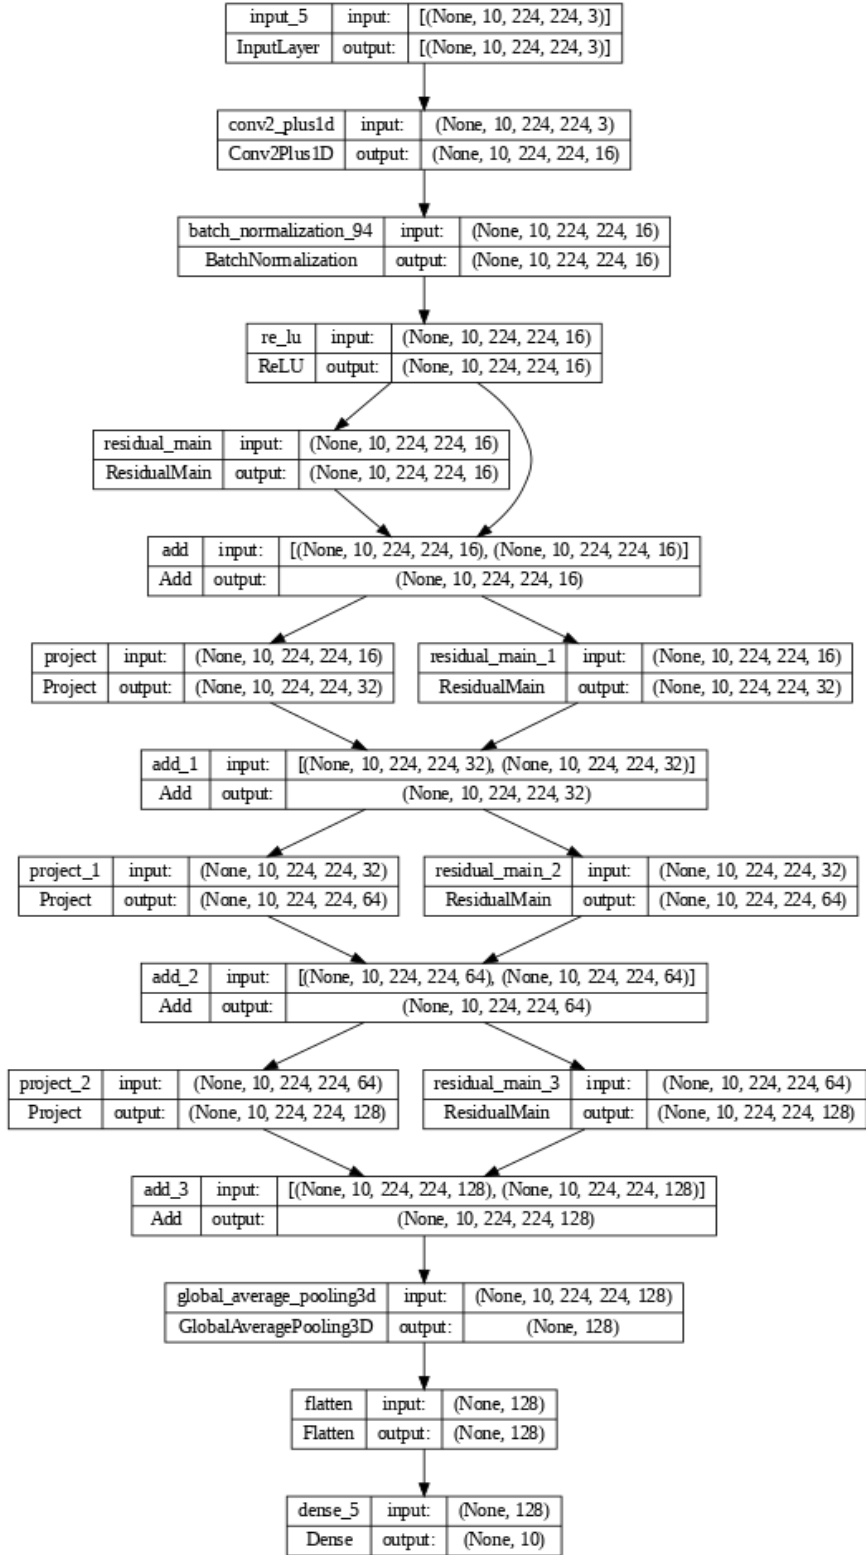 input_5 input: [(None, 10, 224, 224, 3)]
InputLayer output: [(None, 10, 224, 224, 3)]
conv2_plus1d input: (None, 10, 224, 224, 3)
Conv2Plus1D output: (None, 10, 224, 224, 16)
batch_normalization_94 input: (None, 10, 224, 224, 16)
BatchNormalization output: (None, 10, 224, 224, 16)
re_lu input: (None, 10, 224, 224, 16)
ReLU output: (None, 10, 224, 224, 16)
residual_main input: (None, 10, 224, 224, 16)
ResidualMain output: (None, 10, 224, 224, 16)
add input: [(None, 10, 224, 224, 16), (None, 10, 224, 224, 16)]
Add output: (None, 10, 224, 224, 16)
project input: (None, 10, 224, 224, 16)
Project output: (None, 10, 224, 224, 32)
residual_main_1 input: (None, 10, 224, 224, 16)
ResidualMain output: (None, 10, 224, 224, 32)
add_1 input: [(None, 10, 224, 224, 32), (None, 10, 224, 224, 32)]
Add output: (None, 10, 224, 224, 32)
project_1 input: (None, 10, 224, 224, 32)
Project output: (None, 10, 224, 224, 64)
residual_main_2 input: (None, 10, 224, 224, 32)
ResidualMain output: (None, 10, 224, 224, 64)
add_2 input: [(None, 10, 224, 224, 64), (None, 10, 224, 224, 64)]
Add output: (None, 10, 224, 224, 64)
project_2 input: (None, 10, 224, 224, 64)
Project output: (None, 10, 224, 224, 128)
residual_main_3 input: (None, 10, 224, 224, 64)
ResidualMain output: (None, 10, 224, 224, 128)
add_3 input: [(None, 10, 224, 224, 128), (None, 10, 224, 224, 128)]
Add output: (None, 10, 224, 224, 128)
global_average_pooling3d input: (None, 10, 224, 224, 128)
GlobalAveragePooling3D output: (None, 128)
flatten input: (None, 128)
Flatten output: (None, 128)
dense_5 input: (None, 128)
Dense output: (None, 10)